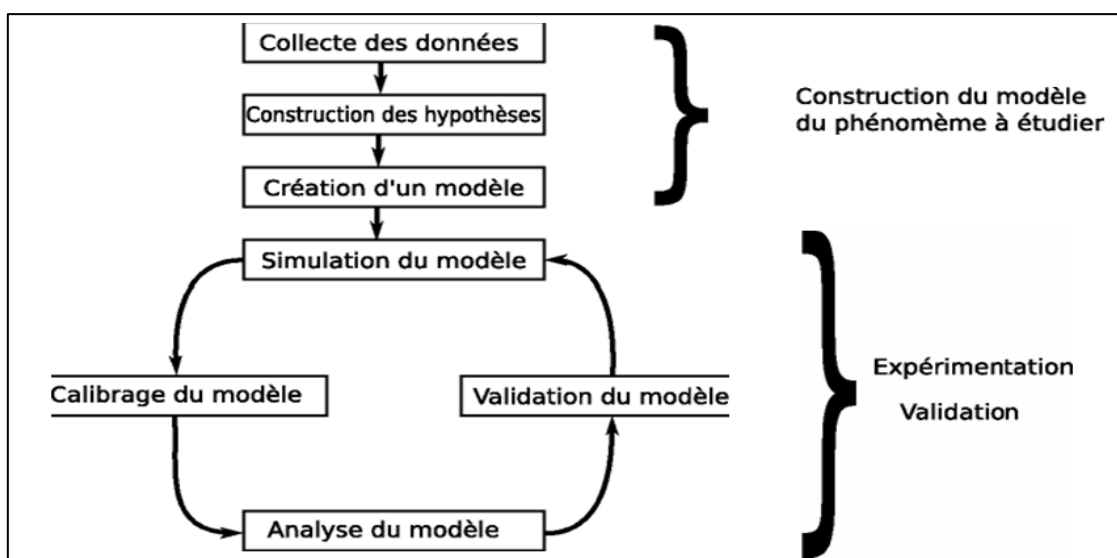 Collecte des données
Construction des hypothèses
Création d'un modèle
Construction du modèle
du phénomème à étudier
Simulation du modèle
Calibrage du modèle
Validation du modèle
Analyse du modèle
Expérimentation
Validation